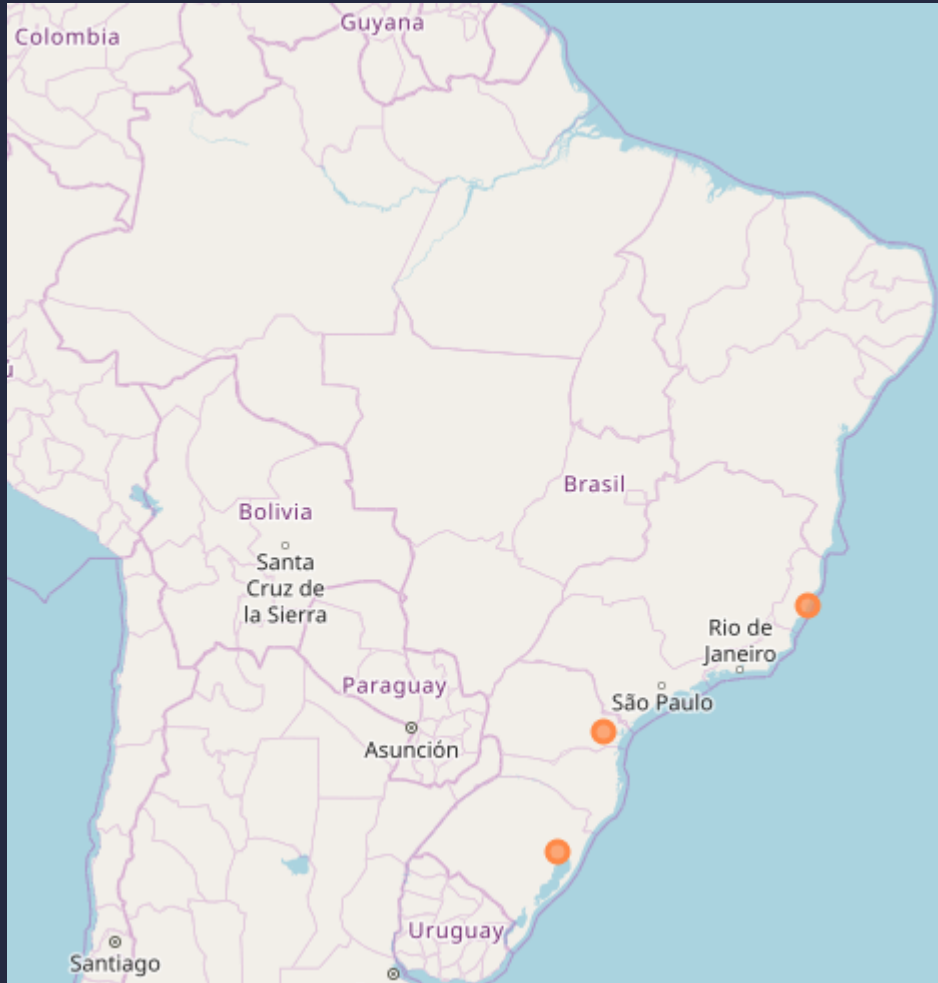 Colombia
Guyana
Brasil
Bolivia
Santa
Cruz de
la Sierra
Rio de
Janeiro
Paraguay
São Paulo
Asunción
Uruguay
Santiago